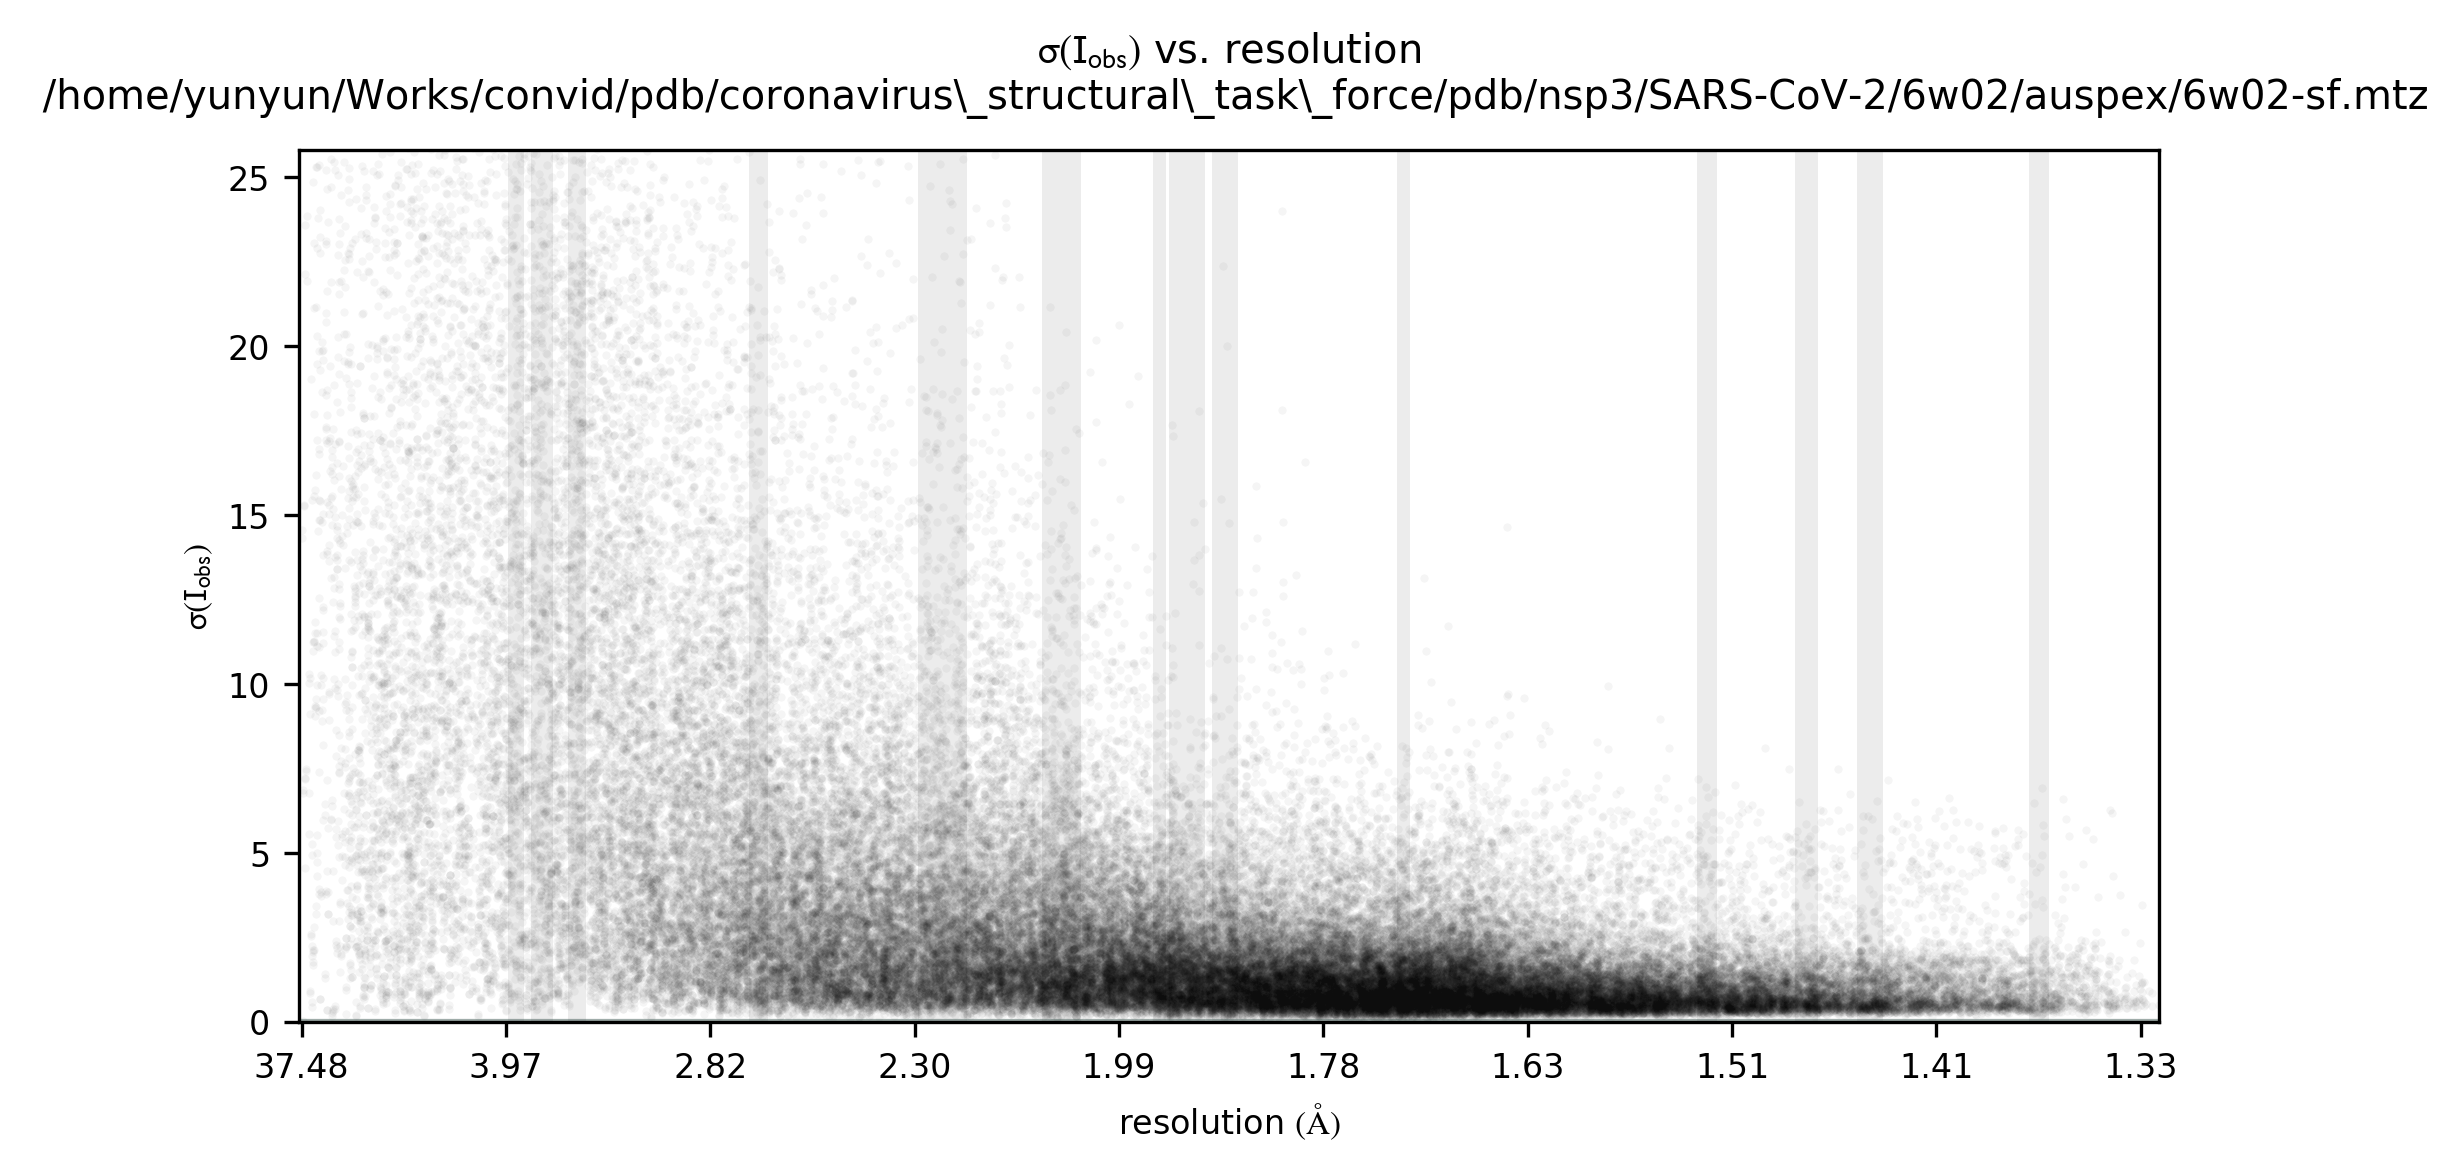 σ(I_obs) vs. resolution
/home/yunyun/Works/convid/pdb/coronavirus\_structural\_task\_force/pdb/nsp3/SARS-CoV-2/6w02/auspex/6w02-sf.mtz
25
20
15
10
5
0
σ(I_obs)
37.48 3.97 2.82 2.30 1.99 1.78 1.63 1.51 1.41 1.33
resolution (Å)